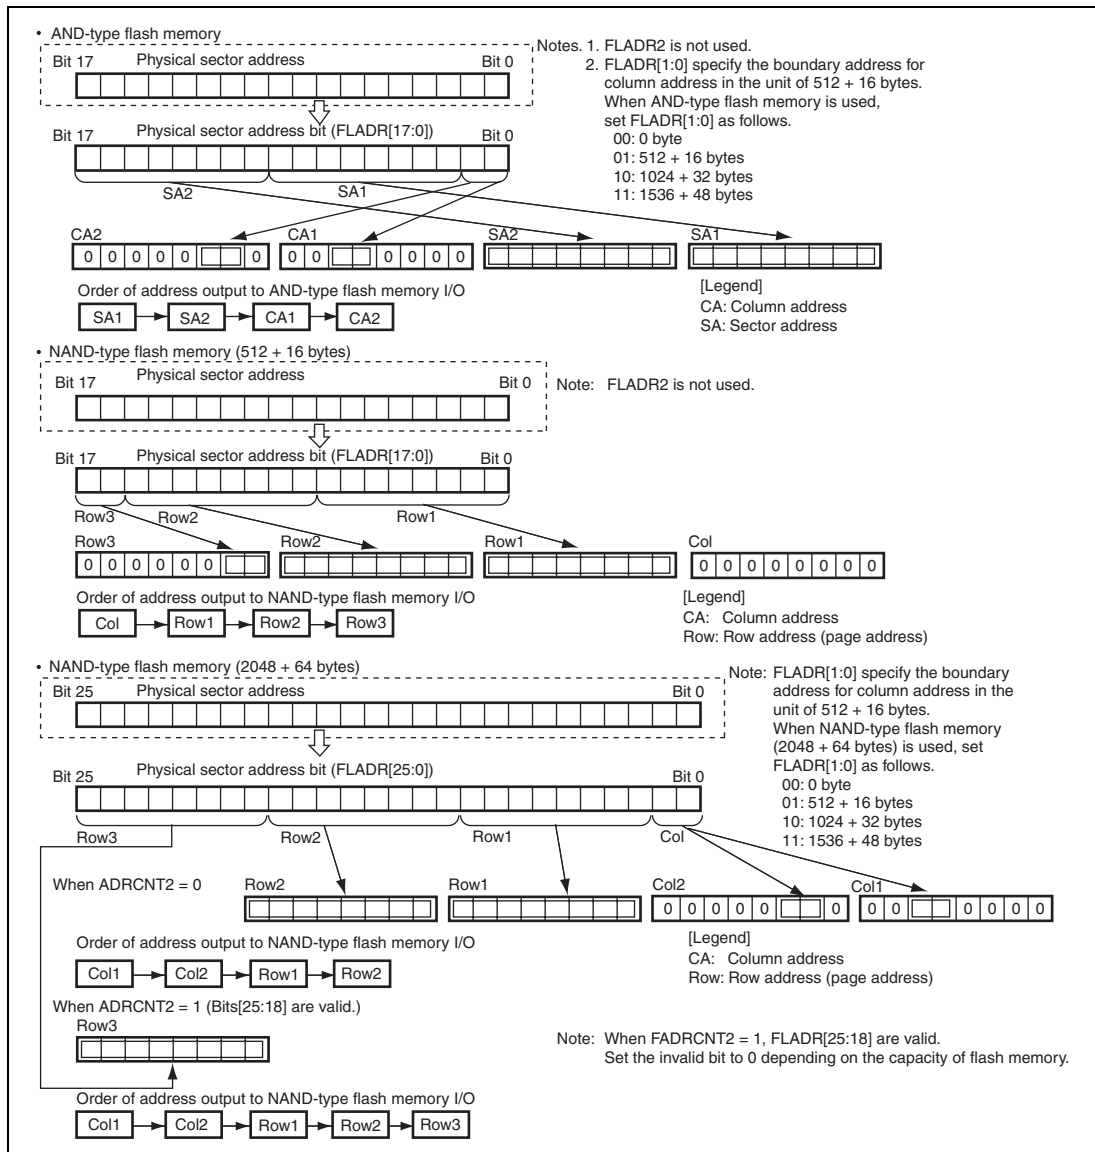 • AND-type flash memory
Bit 17 Physical sector address Bit 0
Notes. 1. FLADR2 is not used.
2. FLADR[1:0] specify the boundary address for
column address in the unit of 512 + 16 bytes.
When AND-type flash memory is used,
set FLADR[1:0] as follows.
00: 0 byte
01: 512 + 16 bytes
10: 1024 + 32 bytes
11: 1536 + 48 bytes
Bit 17 Physical sector address bit (FLADR[17:0]) Bit 0
SA2 SA1
CA2 CA1 SA2 SA1
0 0 0 0 0 0 0 0 0 0 0 0
Order of address output to AND-type flash memory I/O
SA1 SA2 CA1 CA2
[Legend]
CA: Column address
SA: Sector address
• NAND-type flash memory (512 + 16 bytes)
Bit 17 Physical sector address Bit 0
Note: FLADR2 is not used.
Bit 17 Physical sector address bit (FLADR[17:0]) Bit 0
Row3 Row2 Row1
Row3 Row2 Row1 Col
0 0 0 0 0 0 0 0 0 0 0 0 0 0
Order of address output to NAND-type flash memory I/O
Col Row1 Row2 Row3
[Legend]
CA: Column address
Row: Row address (page address)
• NAND-type flash memory (2048 + 64 bytes)
Bit 25 Physical sector address Bit 0
Note: FLADR[1:0] specify the boundary
address for column address in the
unit of 512 + 16 bytes.
When NAND-type flash memory
(2048 + 64 bytes) is used, set
FLADR[1:0] as follows.
00: 0 byte
01: 512 + 16 bytes
10: 1024 + 32 bytes
11: 1536 + 48 bytes
Bit 25 Physical sector address bit (FLADR[25:0]) Bit 0
Row3 Row2 Row1 Col
When ADRCNT2 = 0
Row2 Row1 Col2 Col1
0 0 0 0 0 0 0 0 0 0 0 0
Order of address output to NAND-type flash memory I/O
Col1 Col2 Row1 Row2
[Legend]
CA: Column address
Row: Row address (page address)
When ADRCNT2 = 1 (Bits[25:18] are valid.)
Row3
Note: When FADRCNT2 = 1, FLADR[25:18] are valid.
Set the invalid bit to 0 depending on the capacity of flash memory.
Order of address output to NAND-type flash memory I/O
Col1 Col2 Row1 Row2 Row3